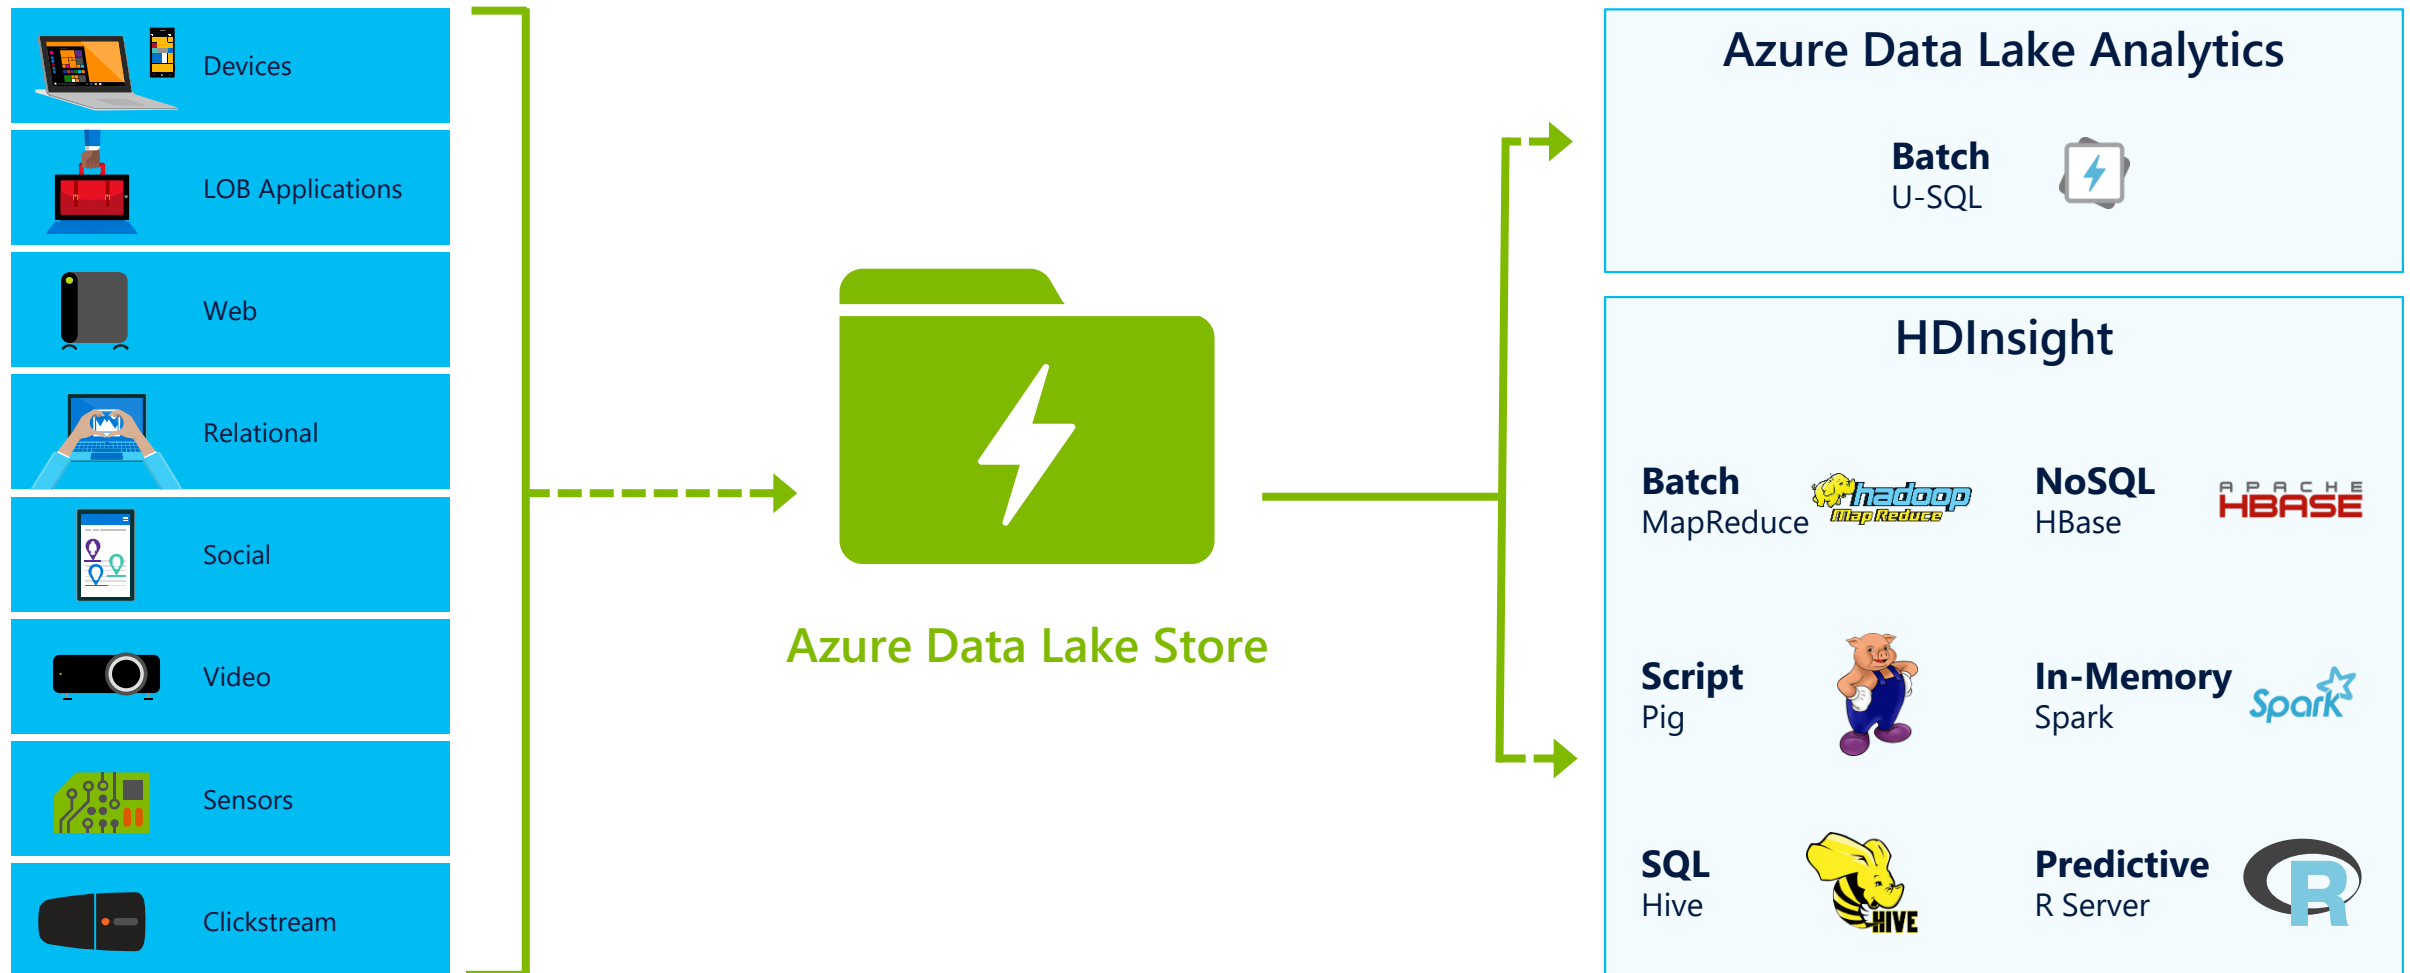 Devices
LOB Applications
Web
Relational
Social
Video
Sensors
Clickstream
Azure Data Lake Store
Azure Data Lake Analytics
Batch
U-SQL
HDInsight
Batch
MapReduce
hadoop
Map Reduce
NoSQL
HBase
APACHE
HBASE
Script
Pig
In-Memory
Spark
Spark
SQL
Hive
HIVE
Predictive
R Server
R